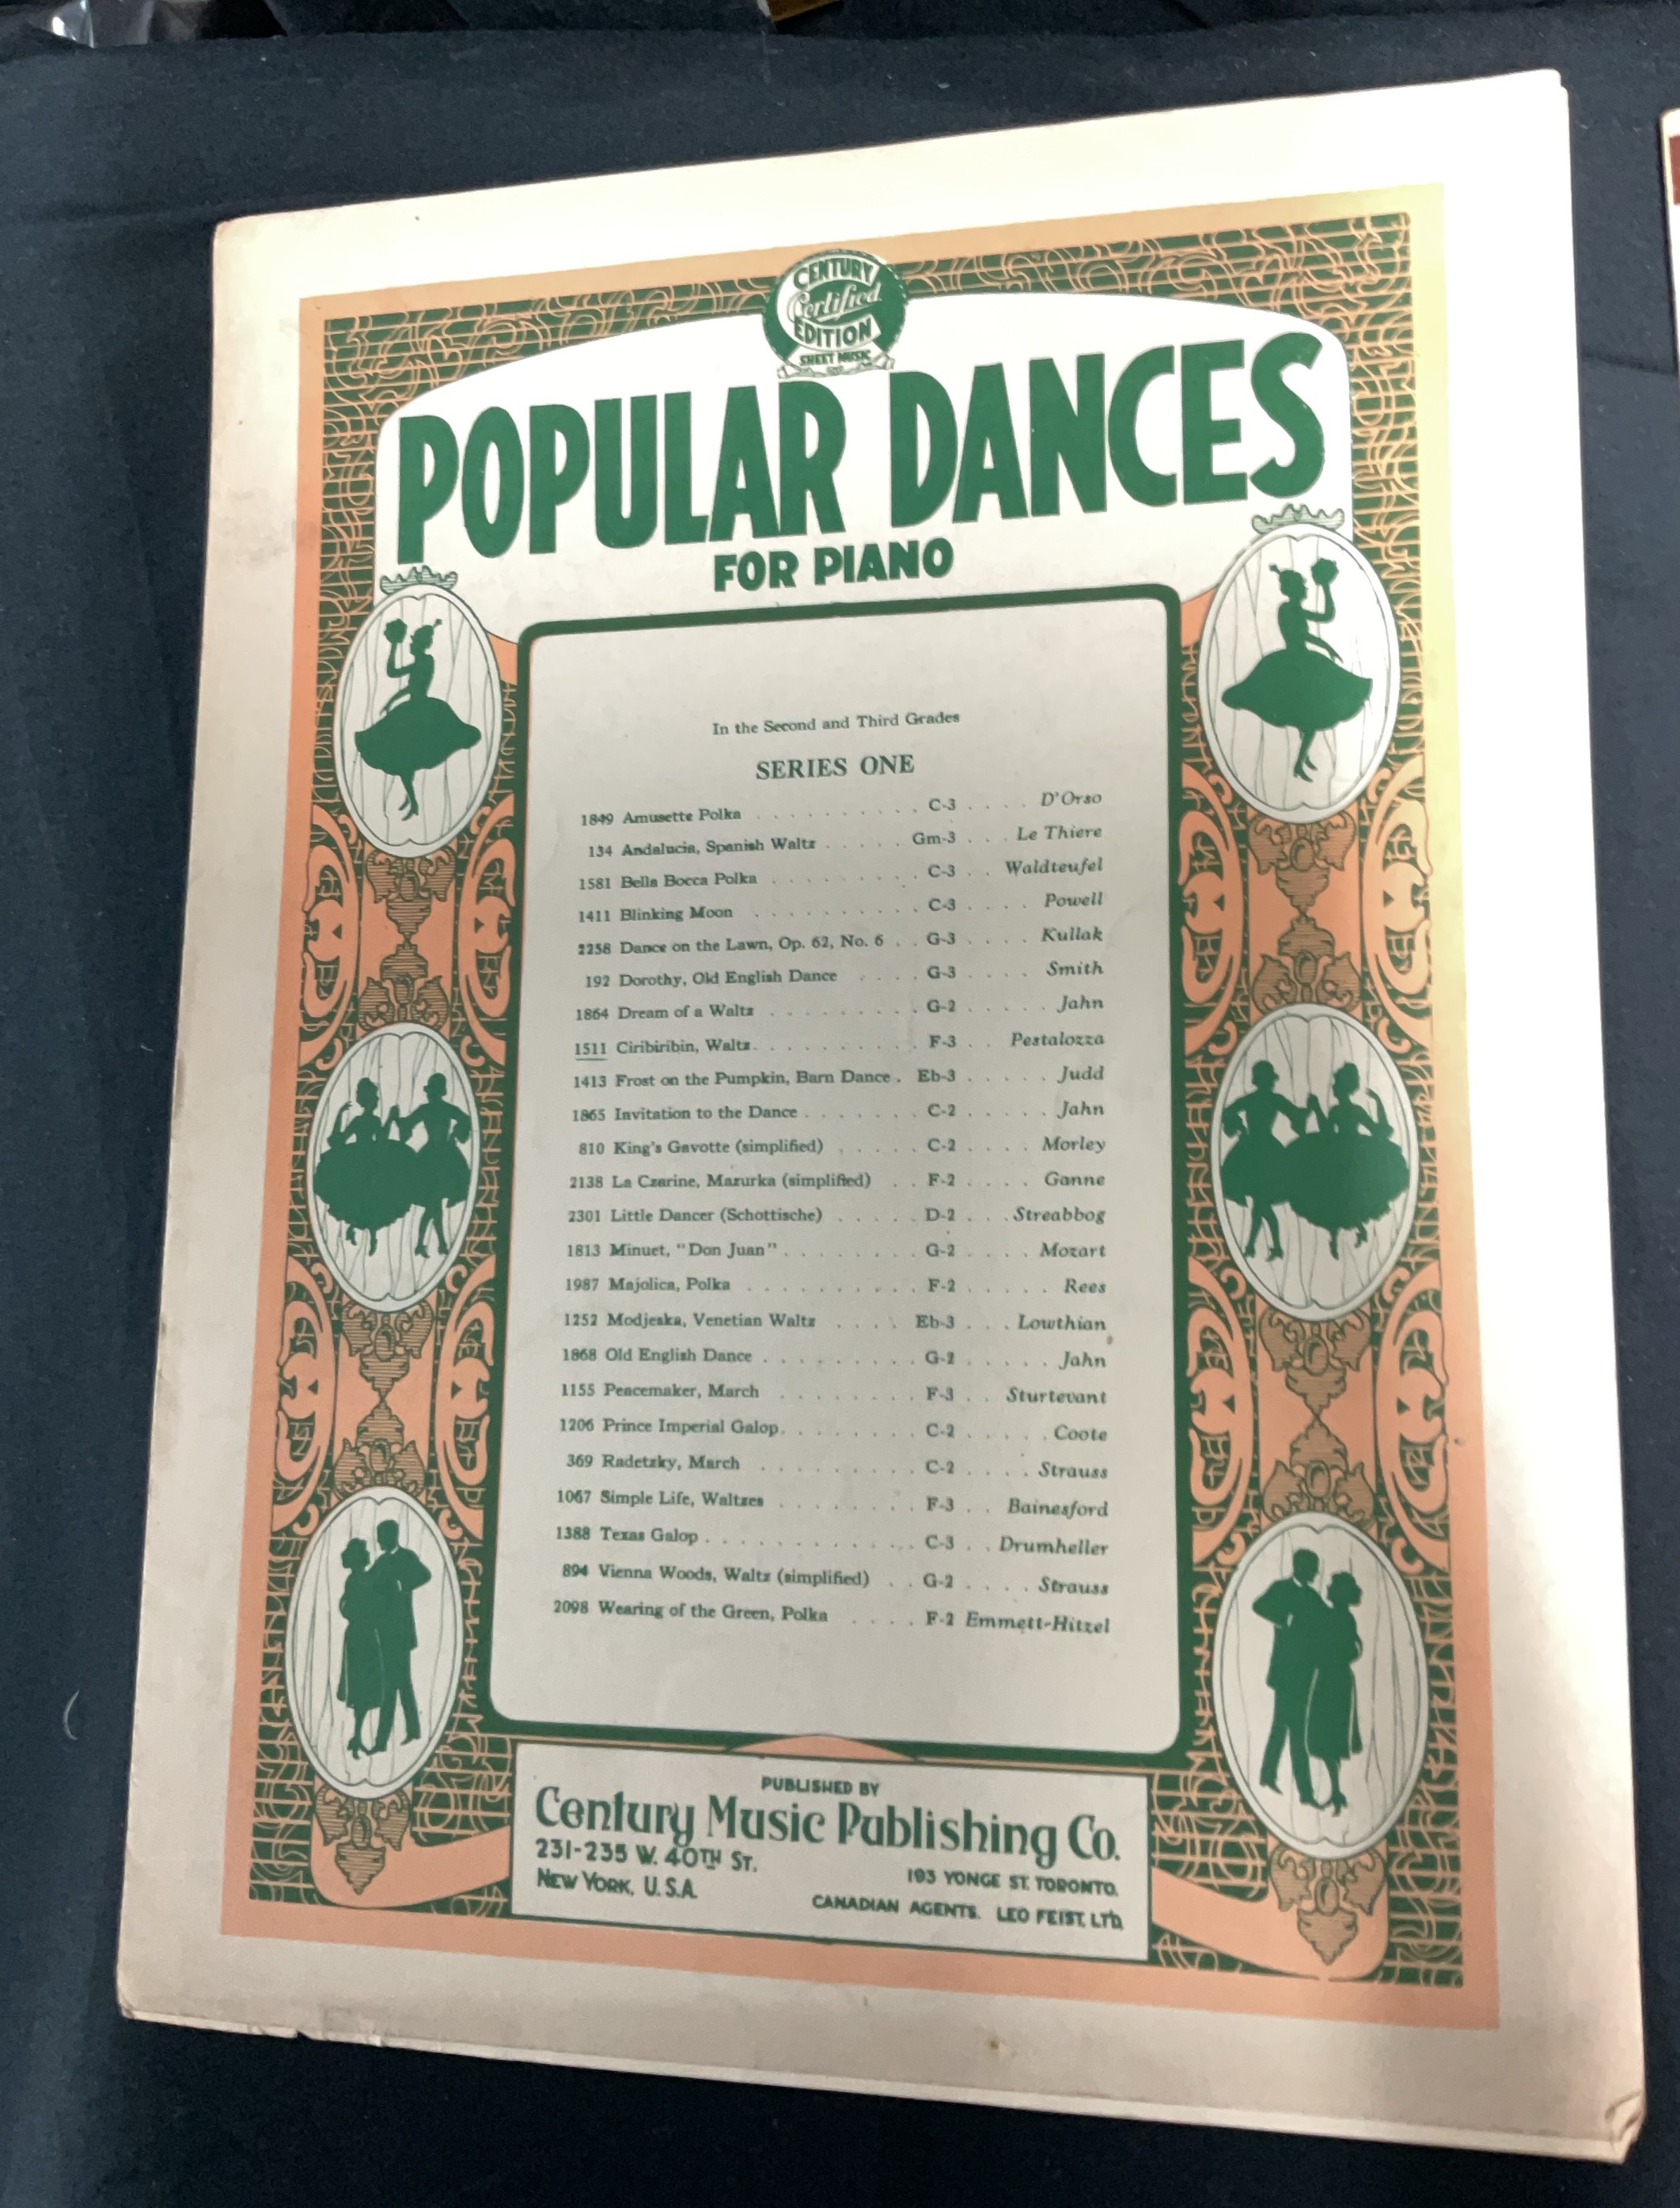 CENTURY
Certified
EDITION
SHEET MUSIC
POPULAR DANCES
FOR PIANO
In the Second and Third Grades
SERIES ONE
1849 Amusette Polka . . . . . . . . . . C-3 . . . . D'Orso
134 Andalucia, Spanish Waltz . . . . . Gm-3 . . . Le Thiere
1581 Bella Bocca Polka . . . . . . . . . C-3 . . Waldteufel
1411 Blinking Moon . . . . . . . . . . C-3 . . . . Powell
2258 Dance on the Lawn, Op. 62, No. 6 . . G-3 . . . . Kullak
192 Dorothy, Old English Dance . . . . G-3 . . . . Smith
1864 Dream of a Waltz . . . . . . . . . G-2 . . . . . Jahn
1511 Ciribiribin, Waltz. . . . . . . . . . . F-3 . . Pestalozza
1413 Frost on the Pumpkin, Barn Dance . Eb-3 . . . . . Judd
1865 Invitation to the Dance . . . . . . . C-2 . . . . . Jahn
810 King's Gavotte (simplified) . . . . . C-2 . . . . Morley
2138 La Czarine, Mazurka (simplified) . . F-2 . . . . Ganne
2301 Little Dancer (Schottische) . . . . . D-2 . . . Streabbog
1813 Minuet, "Don Juan" . . . . . . . . G-2 . . . . Mozart
1987 Majolica, Polka . . . . . . . . . . F-2 . . . . . Rees
1252 Modjeska, Venetian Waltz . . . . Eb-3 . . . Lowthian
1868 Old English Dance . . . . . . . . . G-2 . . . . . Jahn
1155 Peacemaker, March . . . . . . . . F-3 . . Sturtevant
1206 Prince Imperial Galop. . . . . . . . C-2 . . . . . Coote
369 Radetzky, March . . . . . . . . . C-2 . . . . Strauss
1067 Simple Life, Waltzes . . . . . . . . F-3 . . Bainesford
1388 Texas Galop . . . . . . . . . . . . C-3 . . Drumheller
894 Vienna Woods, Waltz (simplified) . . G-2 . . . . Strauss
2098 Wearing of the Green, Polka . . . . F-2 Emmett-Hitzel
PUBLISHED BY
Century Music Publishing Co.
231-235 W. 40TH ST.
NEW YORK, U.S.A.
193 YONGE ST. TORONTO.
CANADIAN AGENTS. LEO FEIST, LTD.